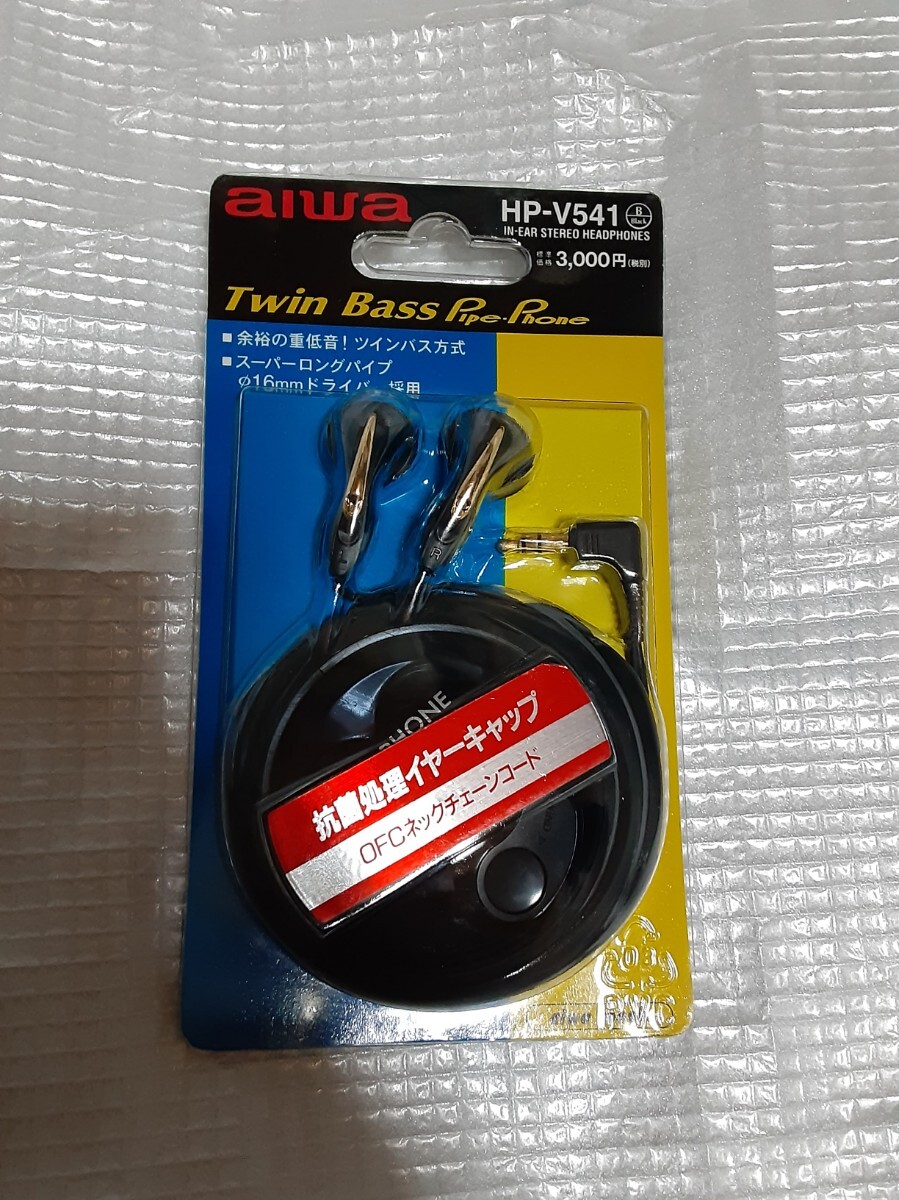 aiwa
HP-V541 B Black
IN-EAR STEREO HEADPHONES
標準価格 3,000円(税別)
Twin Bass Pipe-Phone
■余裕の重低音!ツインバス方式
■スーパーロングパイプ
φ16mmドライバー採用
L
R
PHONE
抗菌処理イヤーキャップ
OFCネックチェーンコード
PVC
aiwa